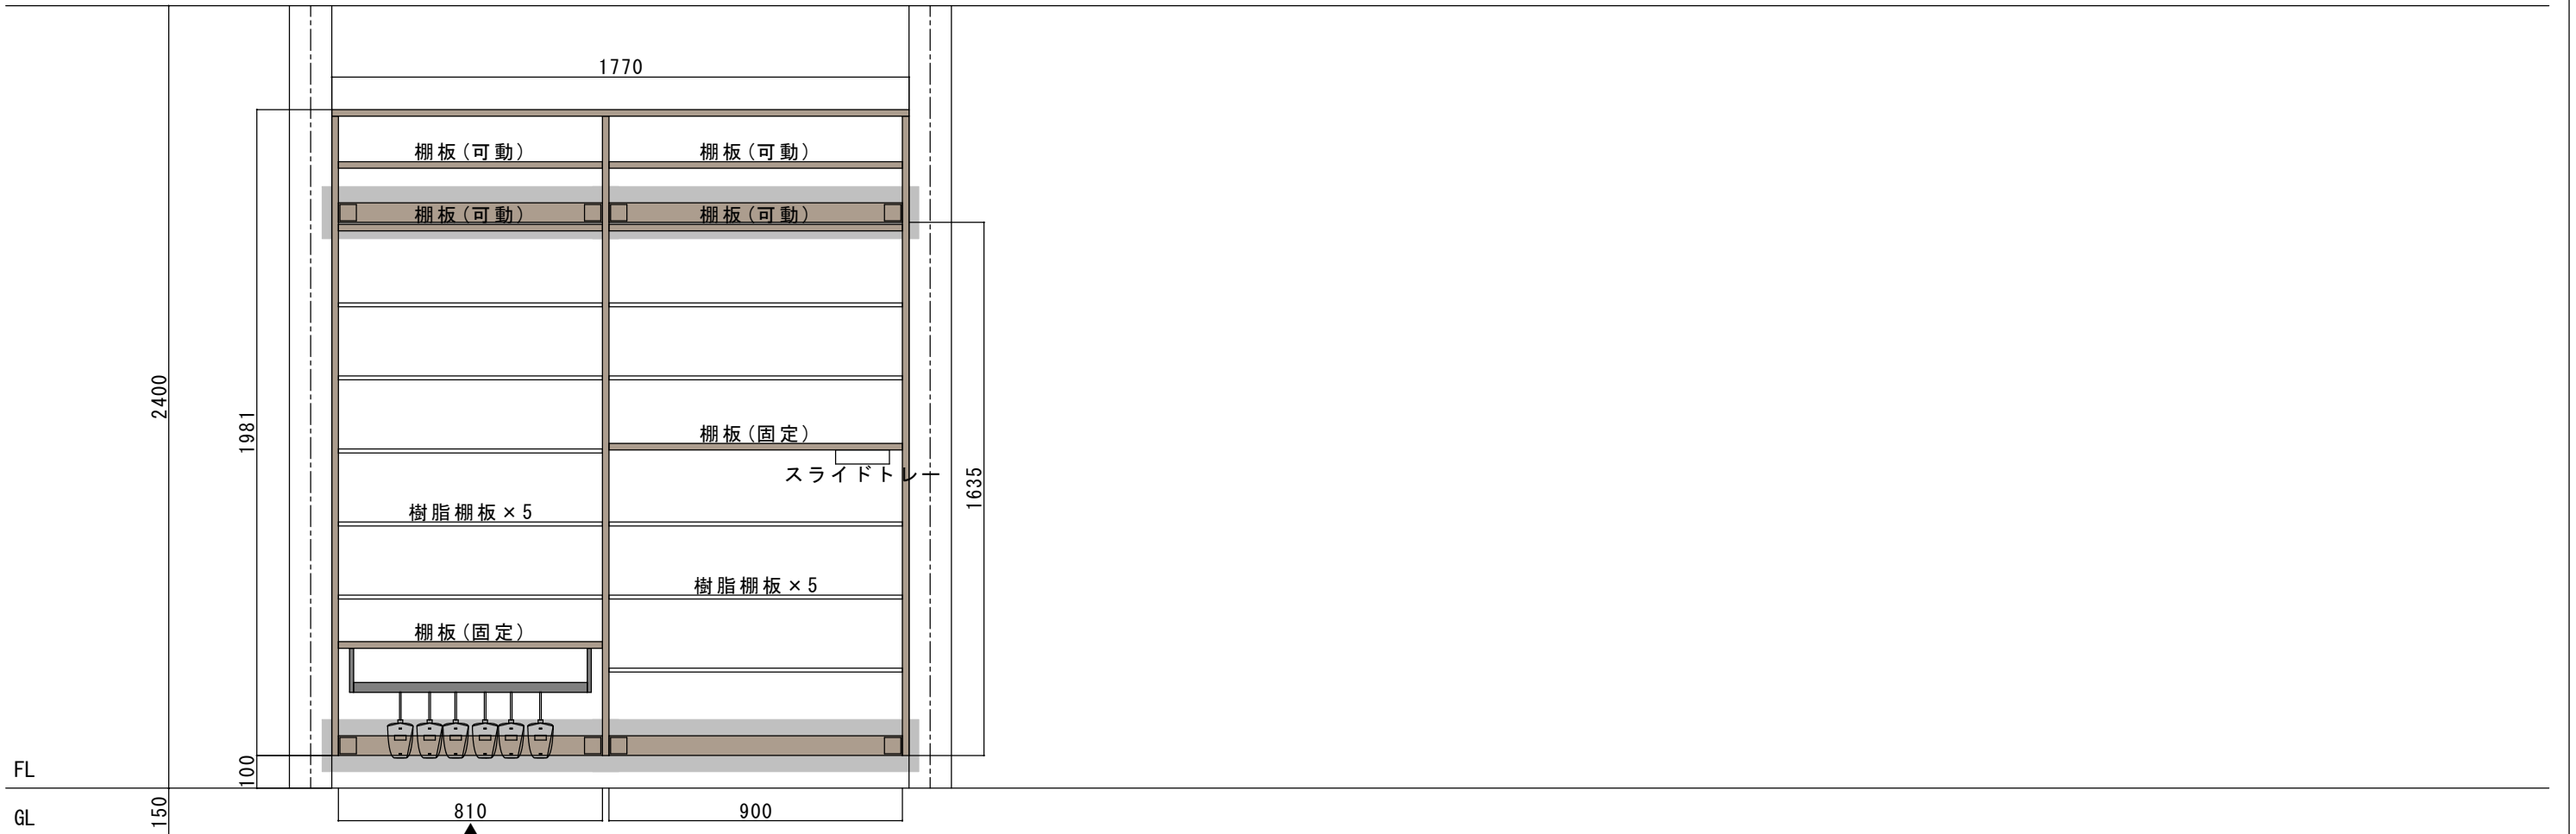 1770
棚板(可動)
棚板(可動)
棚板(可動)
棚板(可動)
2400
1981
棚板(固定)
スライドトレー
1635
樹脂棚板×5
樹脂棚板×5
棚板(固定)
FL
100
GL
150
810
900